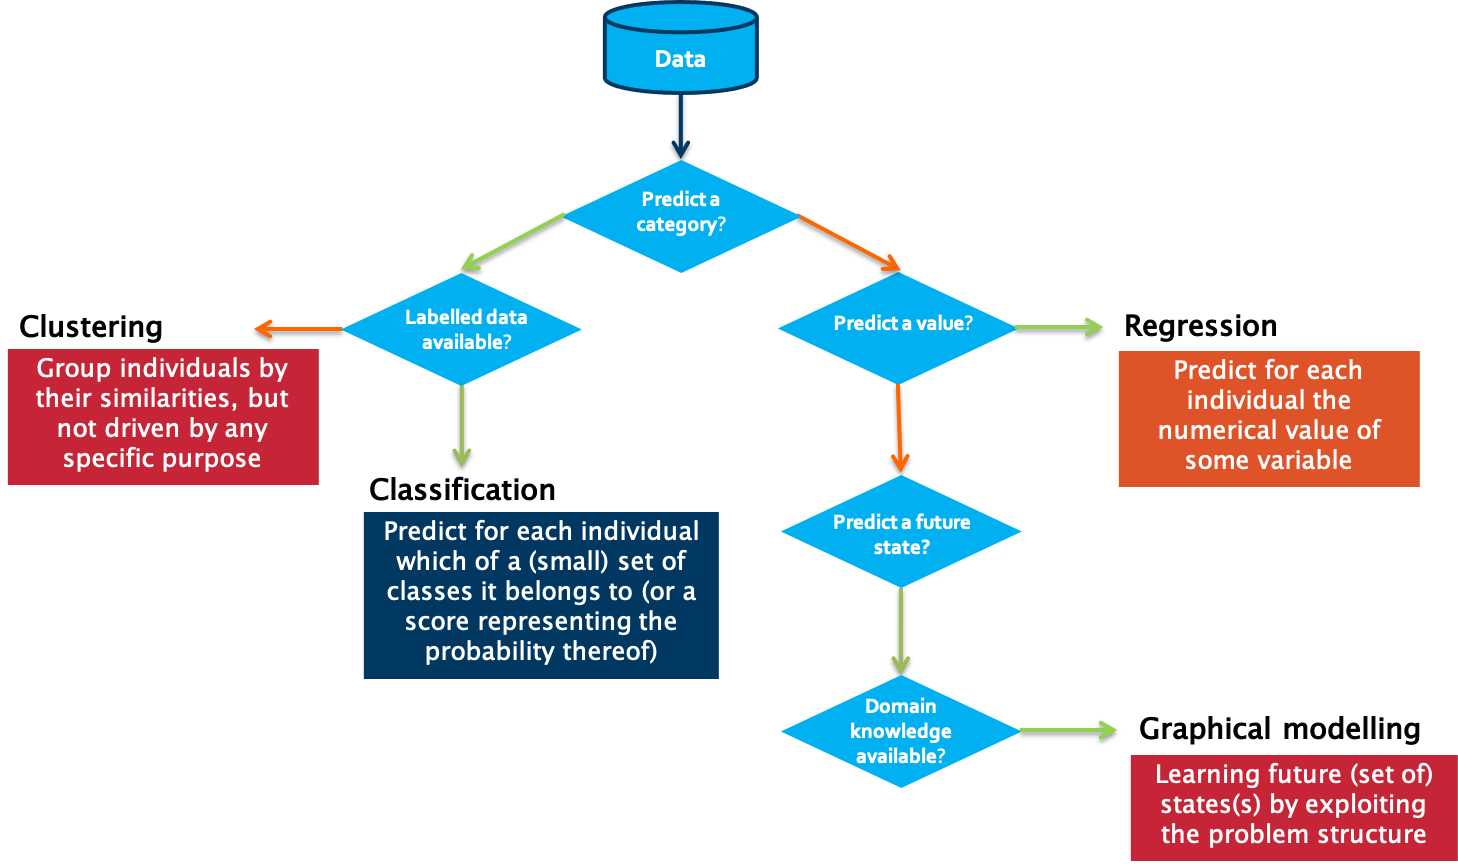 Data
Predict a
category?
Labelled data
available?
Predict a value?
Clustering
Group individuals by
their similarities, but
not driven by any
specific purpose
Regression
Predict for each
individual the
numerical value of
some variable
Classification
Predict for each individual
which of a (small) set of
classes it belongs to (or a
score representing the
probability thereof)
Predict a future
state?
Domain
knowledge
available?
Graphical modelling
Learning future (set of)
states(s) by exploiting
the problem structure